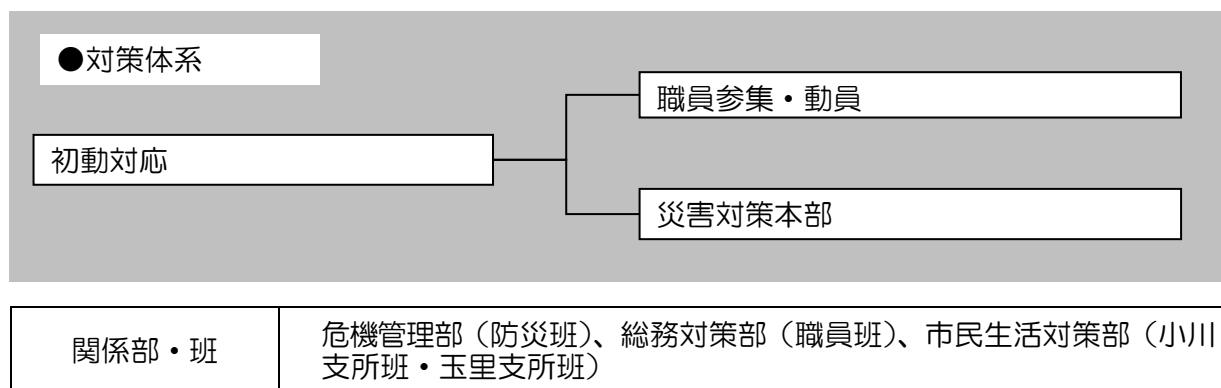 ●対策体系
職員参集・動員
初動対応
災害対策本部
関係部・班
危機管理部（防災班）、総務対策部（職員班）、市民生活対策部（小川
支所班・玉里支所班）